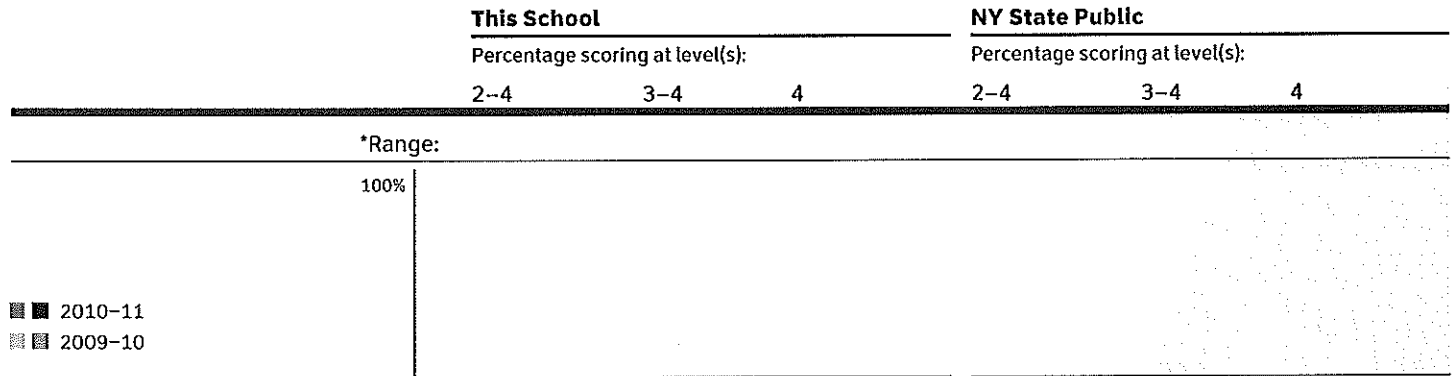 This School NY State Public
Percentage scoring at level(s): Percentage scoring at level(s):
2–4 3–4 4 2–4 3–4 4
*Range:
100%
2010–11
2009–10